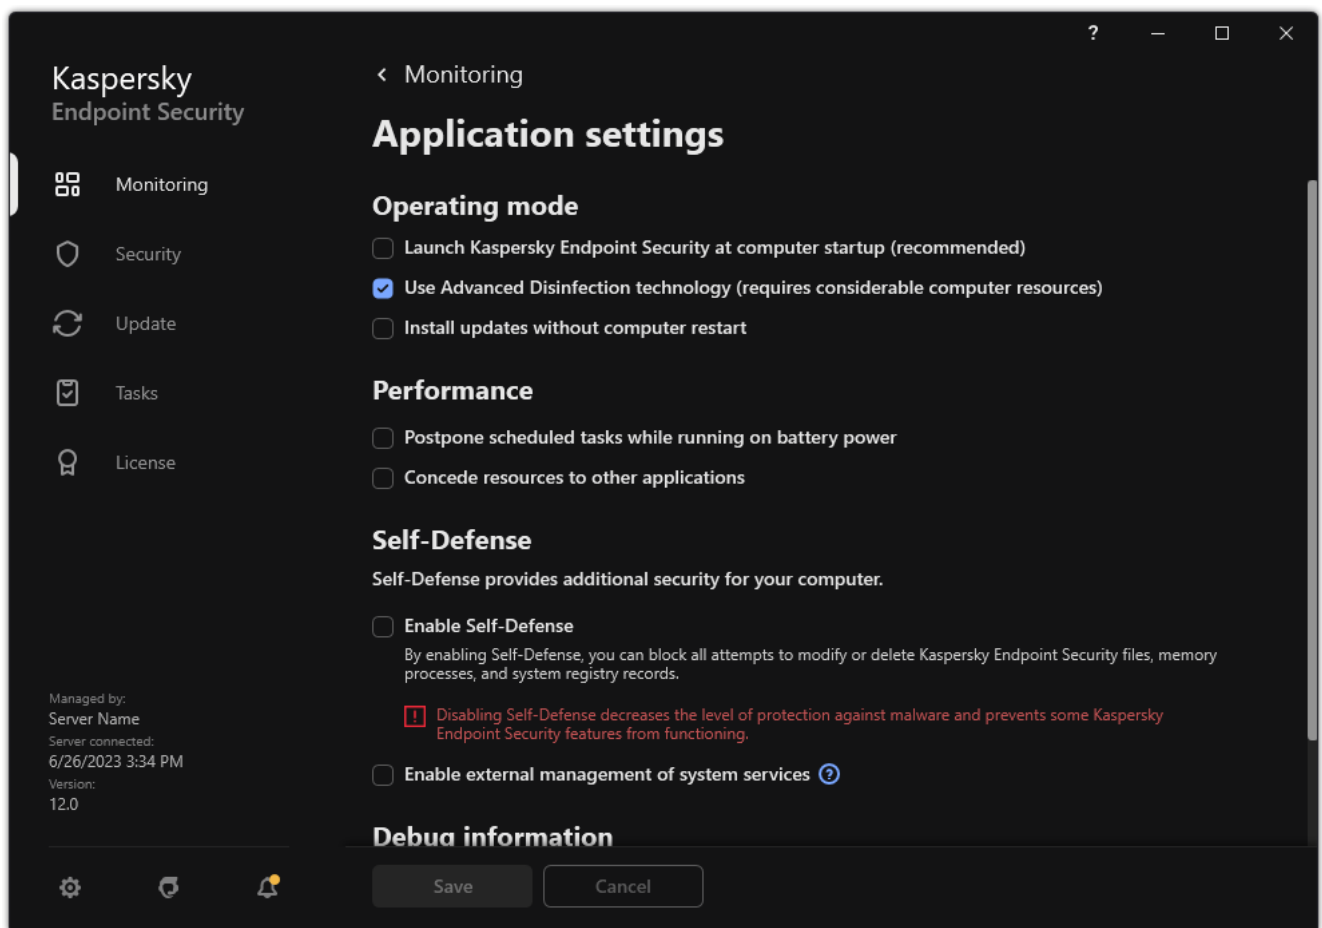 ?
Kaspersky
Endpoint Security
Monitoring
Security
Update
Tasks
License
Managed by:
Server Name
Server connected:
6/26/2023 3:34 PM
Version:
12.0
Monitoring
Application settings
Operating mode
Launch Kaspersky Endpoint Security at computer startup (recommended)
Use Advanced Disinfection technology (requires considerable computer resources)
Install updates without computer restart
Performance
Postpone scheduled tasks while running on battery power
Concede resources to other applications
Self-Defense
Self-Defense provides additional security for your computer.
Enable Self-Defense
By enabling Self-Defense, you can block all attempts to modify or delete Kaspersky Endpoint Security files, memory
processes, and system registry records.
! Disabling Self-Defense decreases the level of protection against malware and prevents some Kaspersky
Endpoint Security features from functioning.
Enable external management of system services ?
Debug information
Save
Cancel